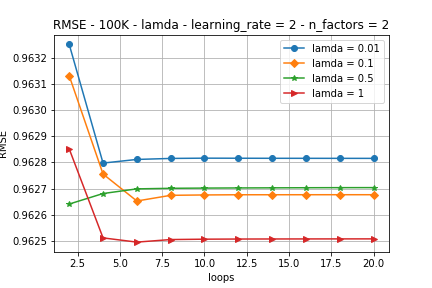 RMSE - 100K - lamda - learning_rate = 2 - n_factors = 2
lamda = 0.01
lamda = 0.1
lamda = 0.5
lamda = 1
0.9632
0.9631
0.9630
0.9629
0.9628
0.9627
0.9626
0.9625
RMSE
2.5 5.0 7.5 10.0 12.5 15.0 17.5 20.0
loops